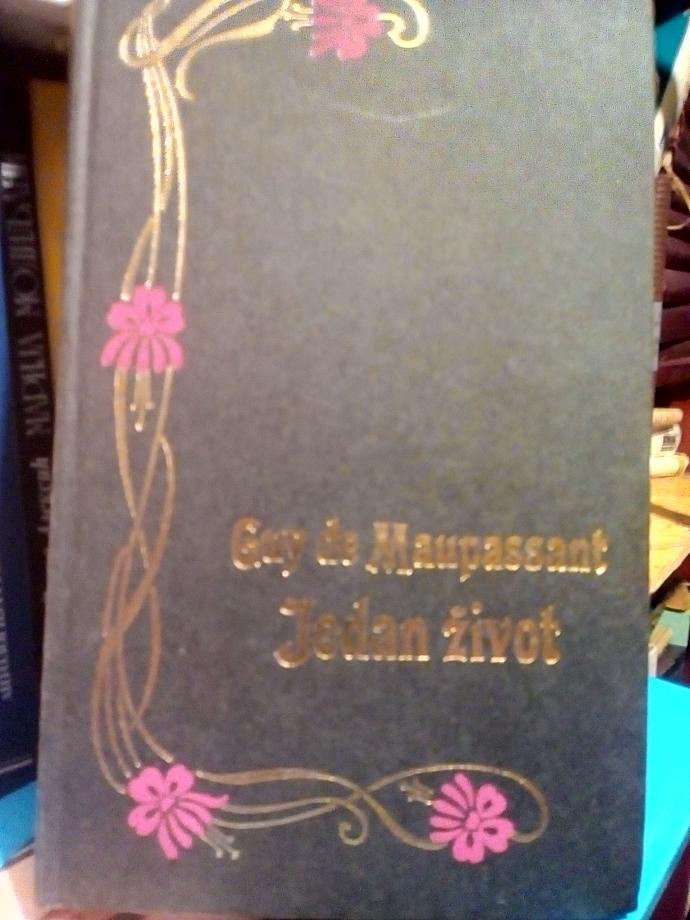 Guy de Maupassant
Jedan život